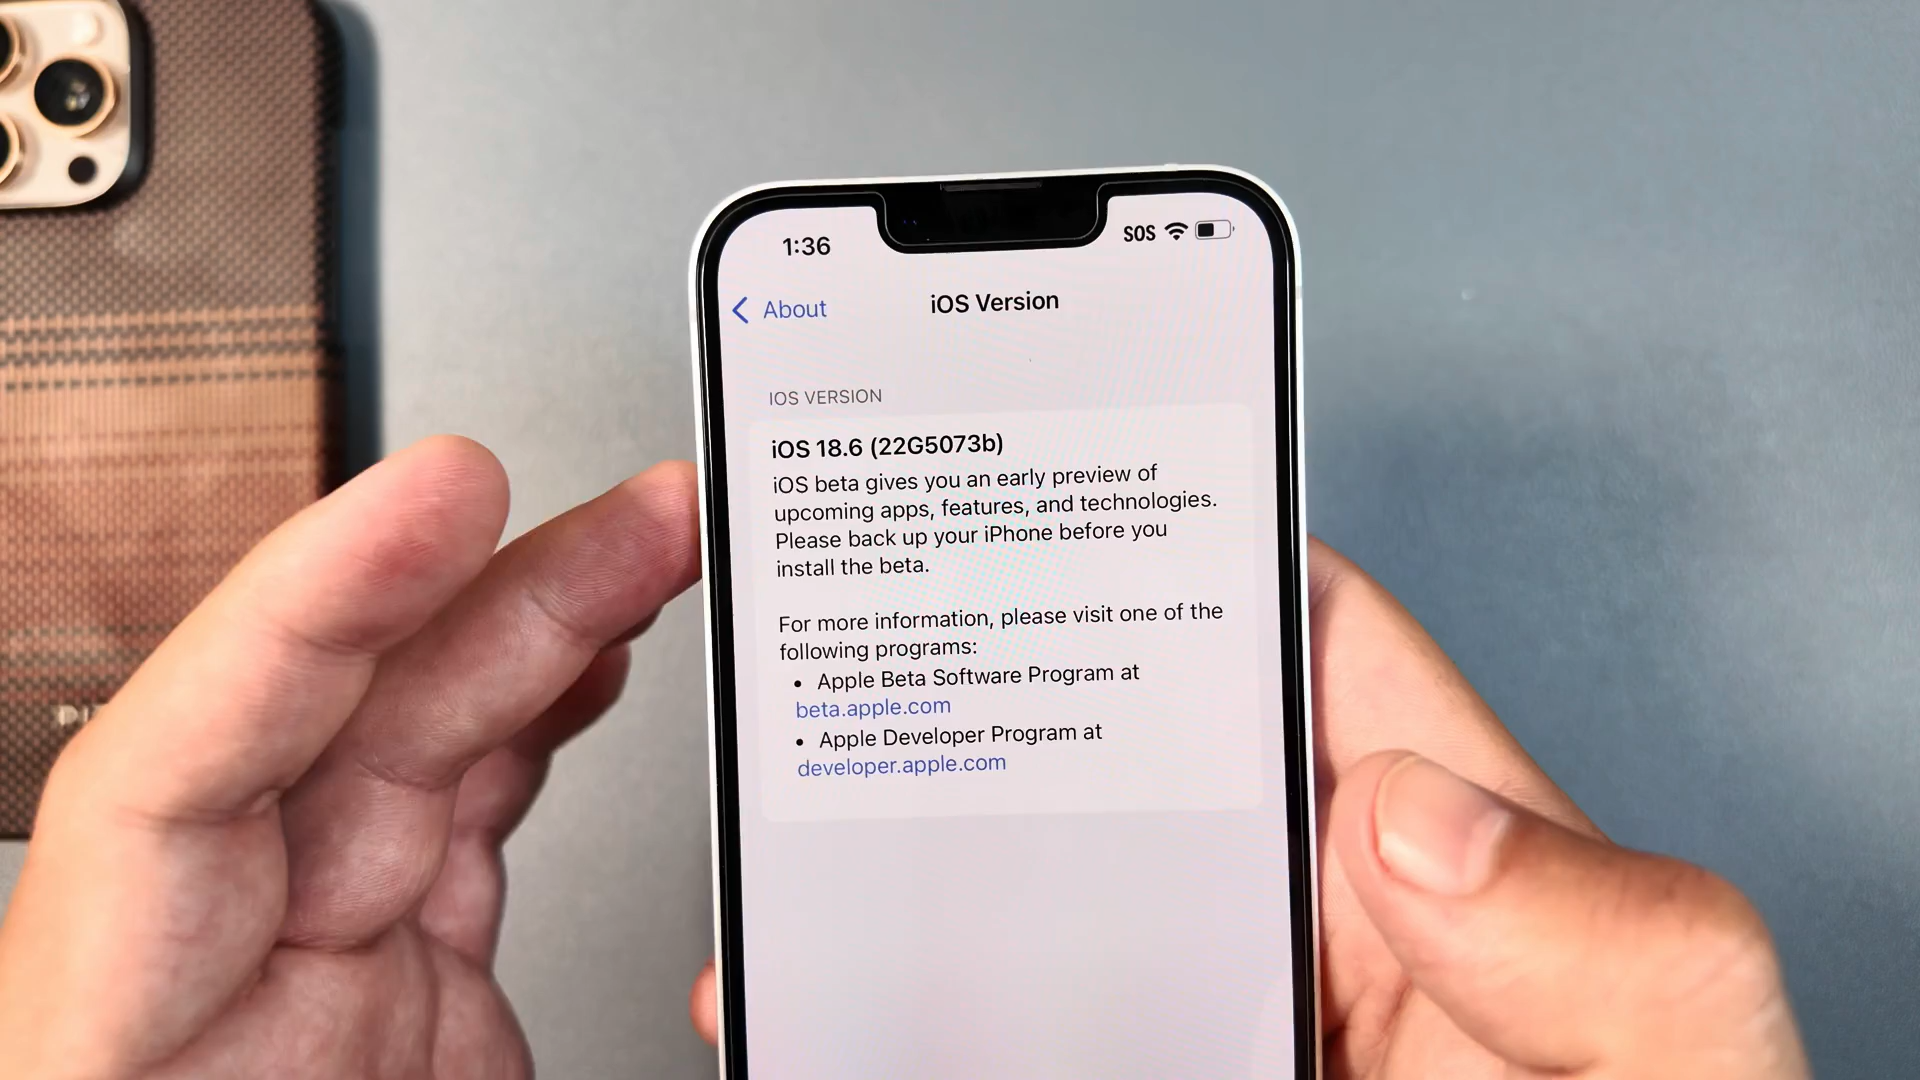 1:36
SOS
About
iOS Version
IOS VERSION
iOS 18.6 (22G5073b)
iOS beta gives you an early preview of
upcoming apps, features, and technologies.
Please back up your iPhone before you
install the beta.
For more information, please visit one of the
following programs:
• Apple Beta Software Program at
beta.apple.com
• Apple Developer Program at
developer.apple.com